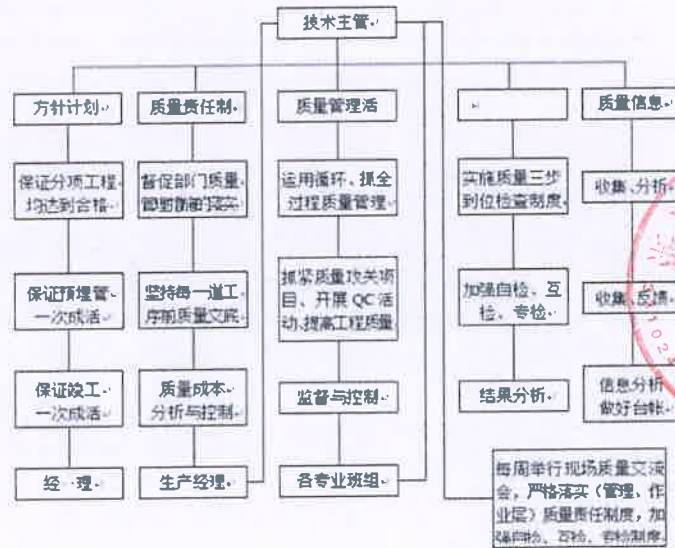 技术主管
方针计划
质量责任制
质量管理活
质量信息
保证分项工程
均达到合格
督促部门质量
运用循环、抓全
过程质量管理
实施质量三步
到位检查制度
收集、分析
保证预埋管
一次成活
坚持每一道工
序前质量交底
抓紧质量攻关项
目、开展 QC 活
动、提高工程质量
加强自检、互
检、专检
收集、反馈
保证竣工
一次成活
质量成本
分析与控制
监督与控制
结果分析
信息分析
做好台帐
经 理
生产经理
各专业班组
每周举行现场质量交流
会，严格落实（管理、作
业层）质量责任制度，加
强自检、互检、专检制度